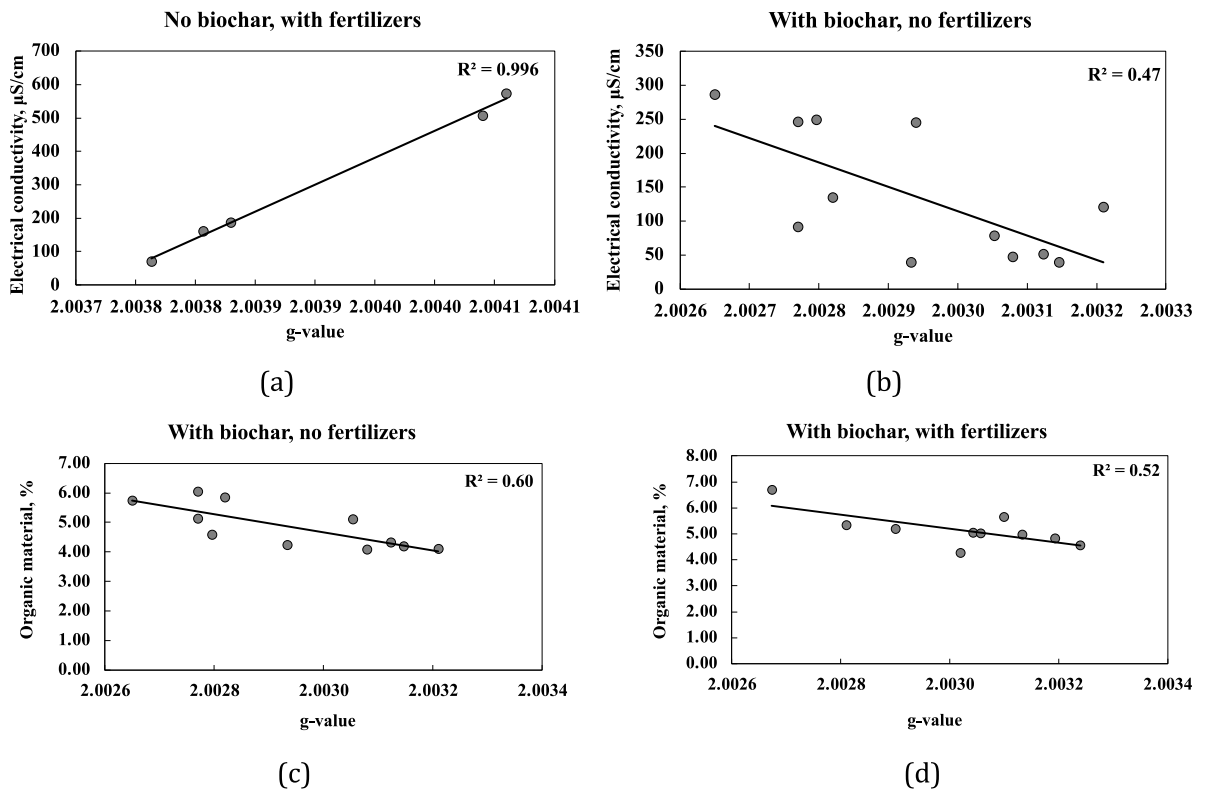 No biochar, with fertilizers
R² = 0.996
Electrical conductivity, µS/cm
700
600
500
400
300
200
100
0
2.0037 2.0038 2.0038 2.0039 2.0039 2.0040 2.0040 2.0041 2.0041
g-value
(a)
With biochar, no fertilizers
R² = 0.47
Electrical conductivity, µS/cm
350
300
250
200
150
100
50
0
2.0026 2.0027 2.0028 2.0029 2.0030 2.0031 2.0032 2.0033
g-value
(b)
With biochar, no fertilizers
R² = 0.60
Organic material, %
7.00
6.00
5.00
4.00
3.00
2.00
1.00
0.00
2.0026 2.0028 2.0030 2.0032 2.0034
g-value
(c)
With biochar, with fertilizers
R² = 0.52
Organic material, %
8.00
7.00
6.00
5.00
4.00
3.00
2.00
1.00
0.00
2.0026 2.0028 2.0030 2.0032 2.0034
g-value
(d)